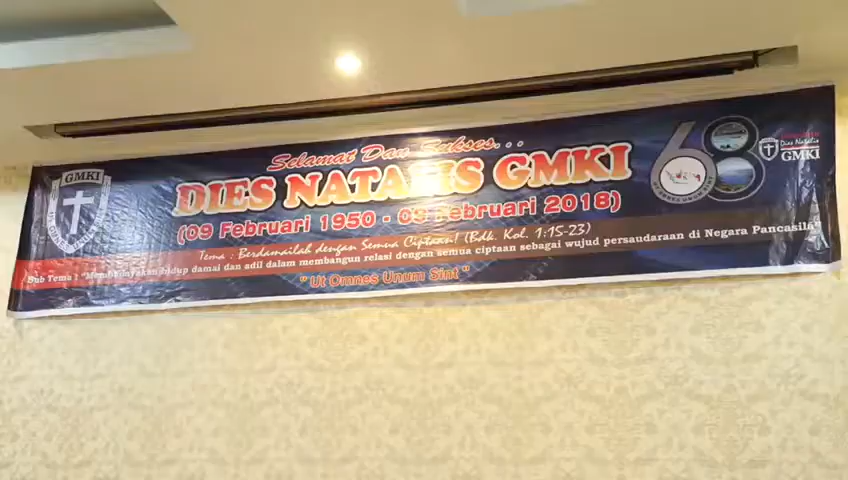 Selamat Dan Sukses...
DIES NATALIS GMKI
(09 Februari 1950 - 09 Februari 2018)
Tema : Berdamailah dengan Semua Ciptaan! (Bdk. Kol. 1:15-23)
Sub Tema : "Membudayakan hidup damai dan adil dalam membangun relasi dengan semua ciptaan sebagai wujud persaudaraan di Negara Pancasila"
" Ut Omnes Unum Sint "
GMKI
UT OMNES UNUM SINT
68
Dies Natalis
GMKI